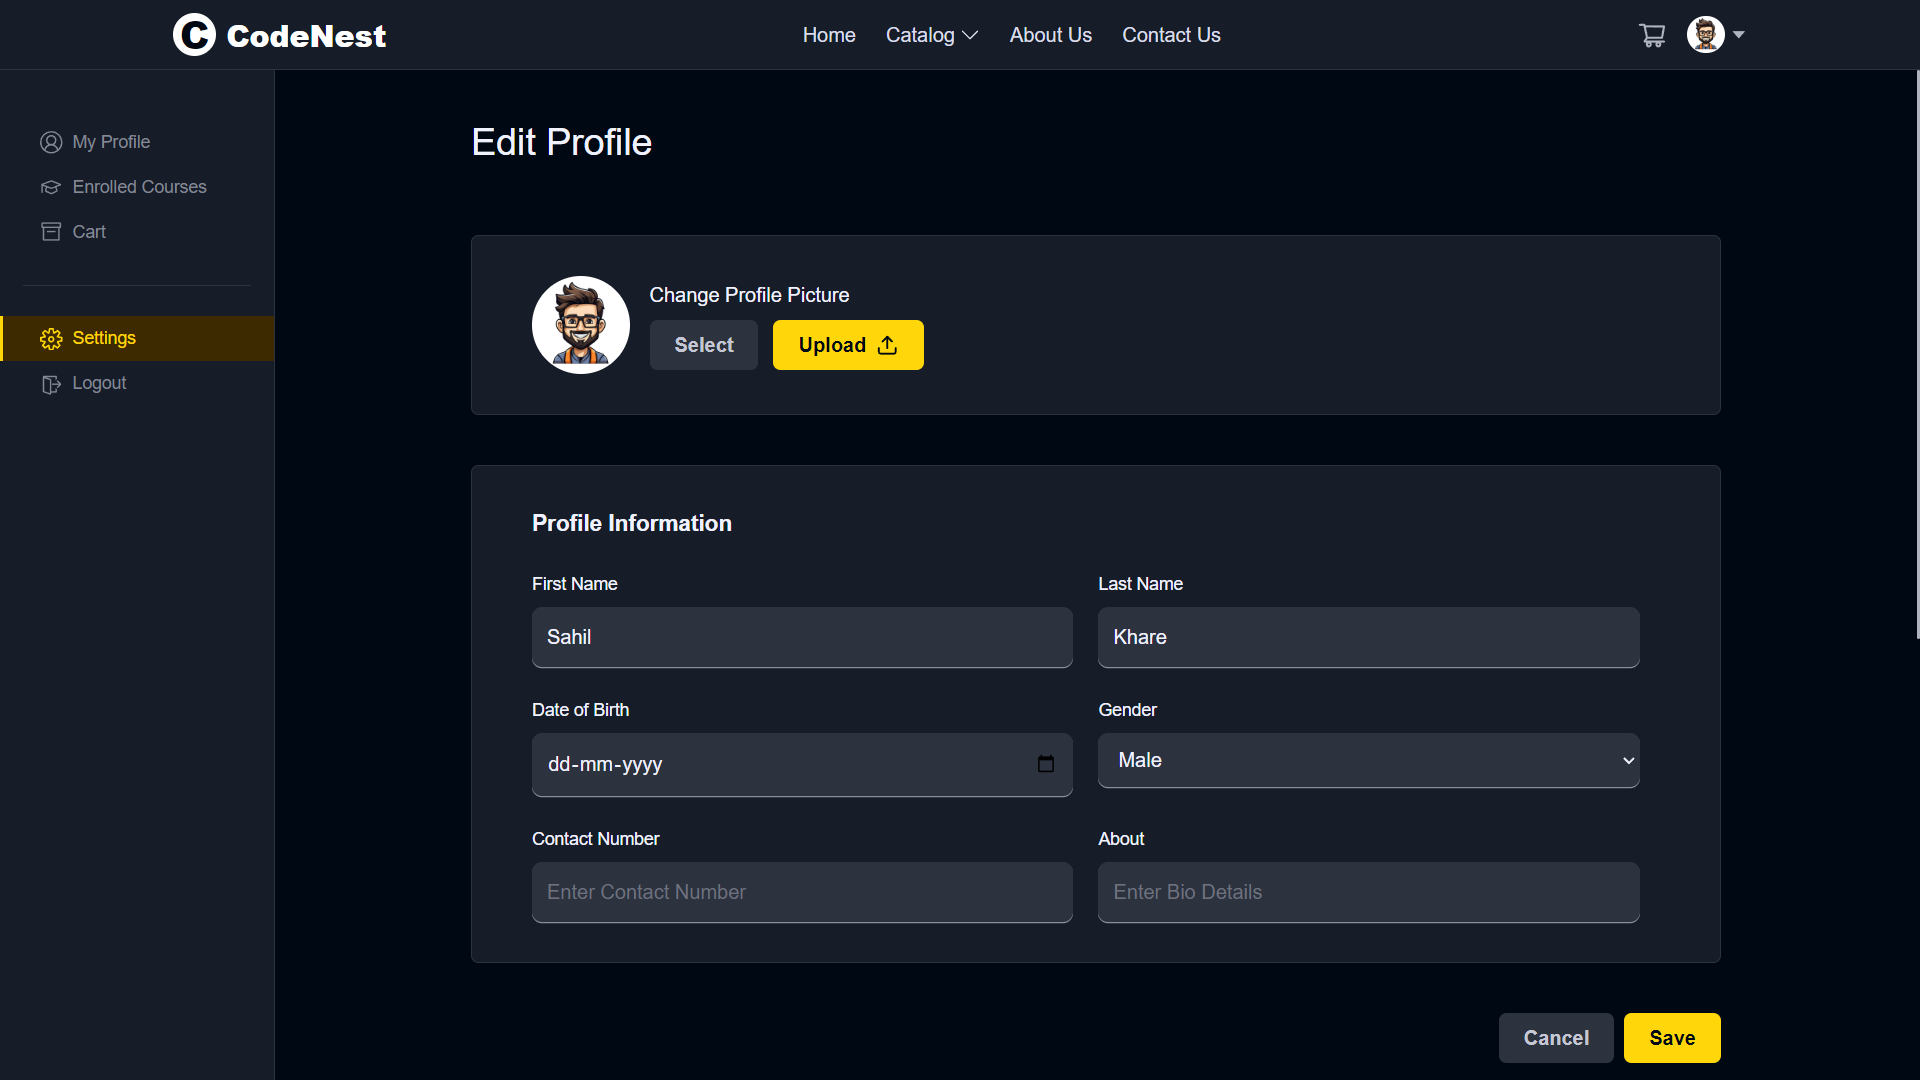 C CodeNest
Home Catalog About Us Contact Us
My Profile
Enrolled Courses
Cart
Settings
Logout
Edit Profile
Change Profile Picture
Select Upload
Profile Information
First Name Last Name
Sahil Khare
Date of Birth Gender
dd-mm-yyyy Male
Contact Number About
Enter Contact Number Enter Bio Details
Cancel Save